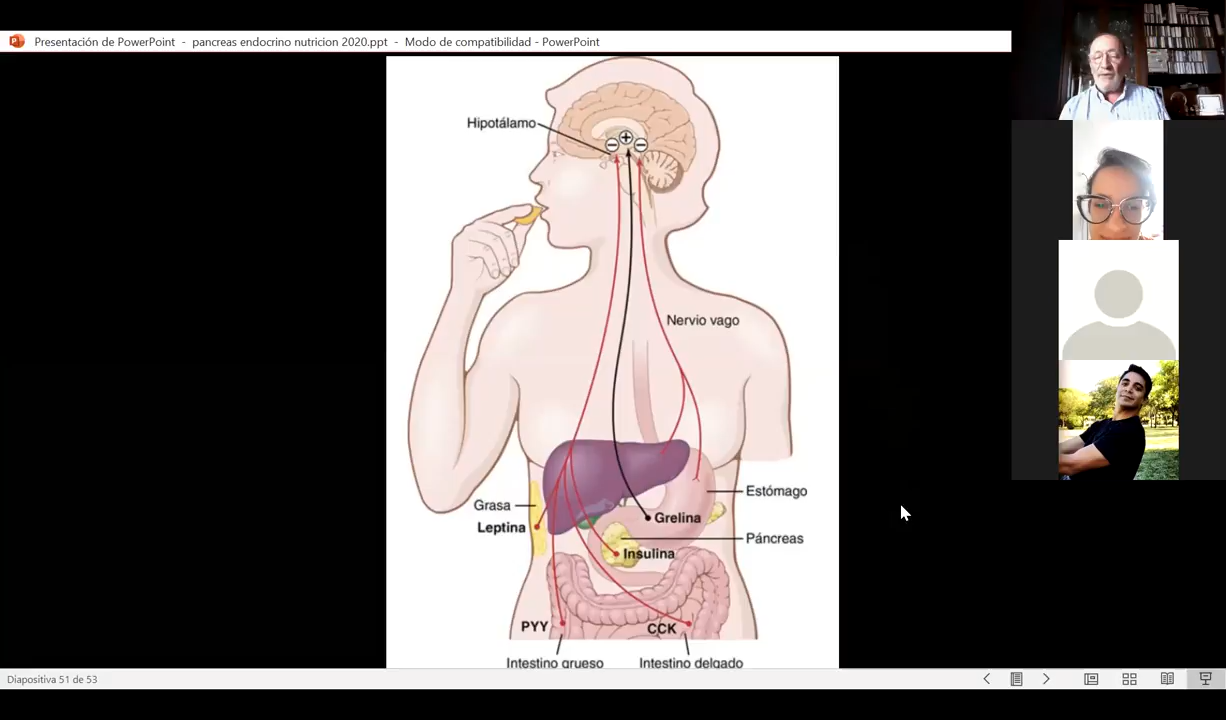 Presentación de PowerPoint - pancreas endocrino nutricion 2020.ppt - Modo de compatibilidad - PowerPoint
Hipotálamo
Nervio vago
Estómago
Grasa
Leptina
Grelina
Páncreas
Insulina
PYY
CCK
Intestino grueso
Intestino delgado
Diapositiva 51 de 53